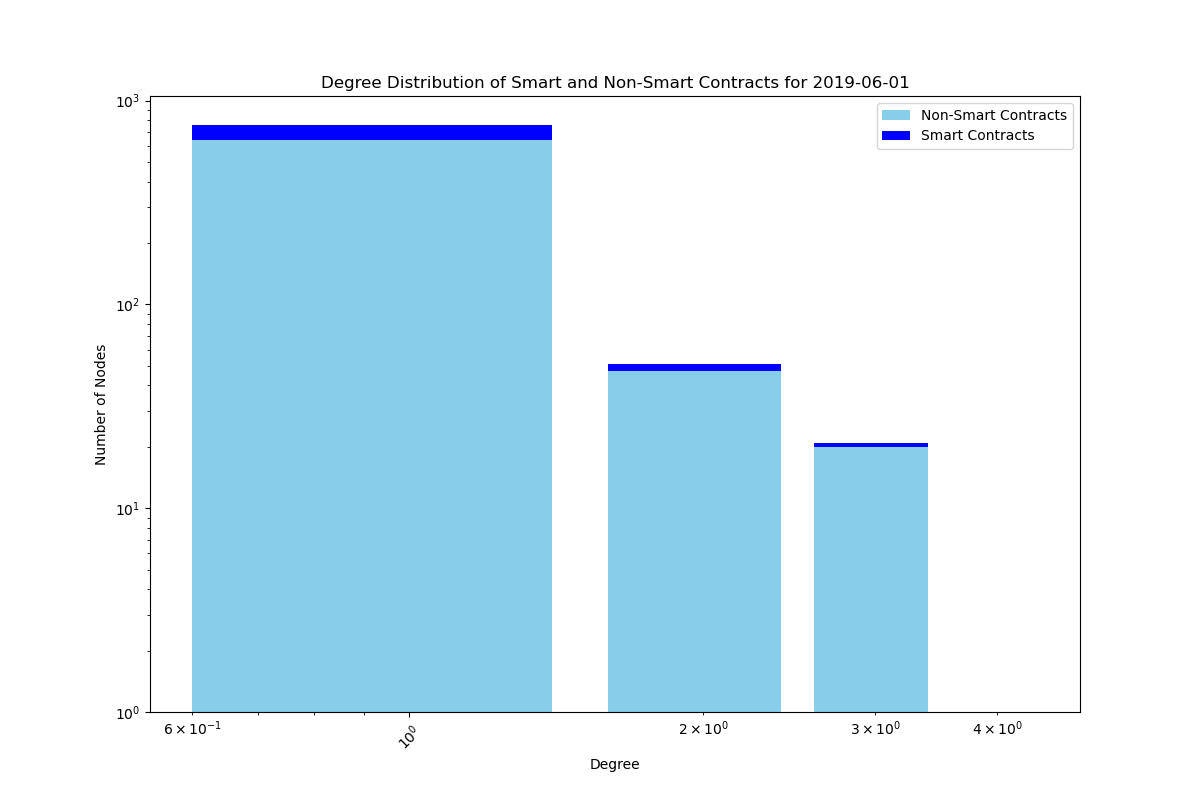 Degree Distribution of Smart and Non-Smart Contracts for 2019-06-01
Non-Smart Contracts
Smart Contracts
Number of Nodes
10³
10²
10¹
10⁰
6 × 10⁻¹
10⁰
2 × 10⁰
3 × 10⁰
4 × 10⁰
Degree